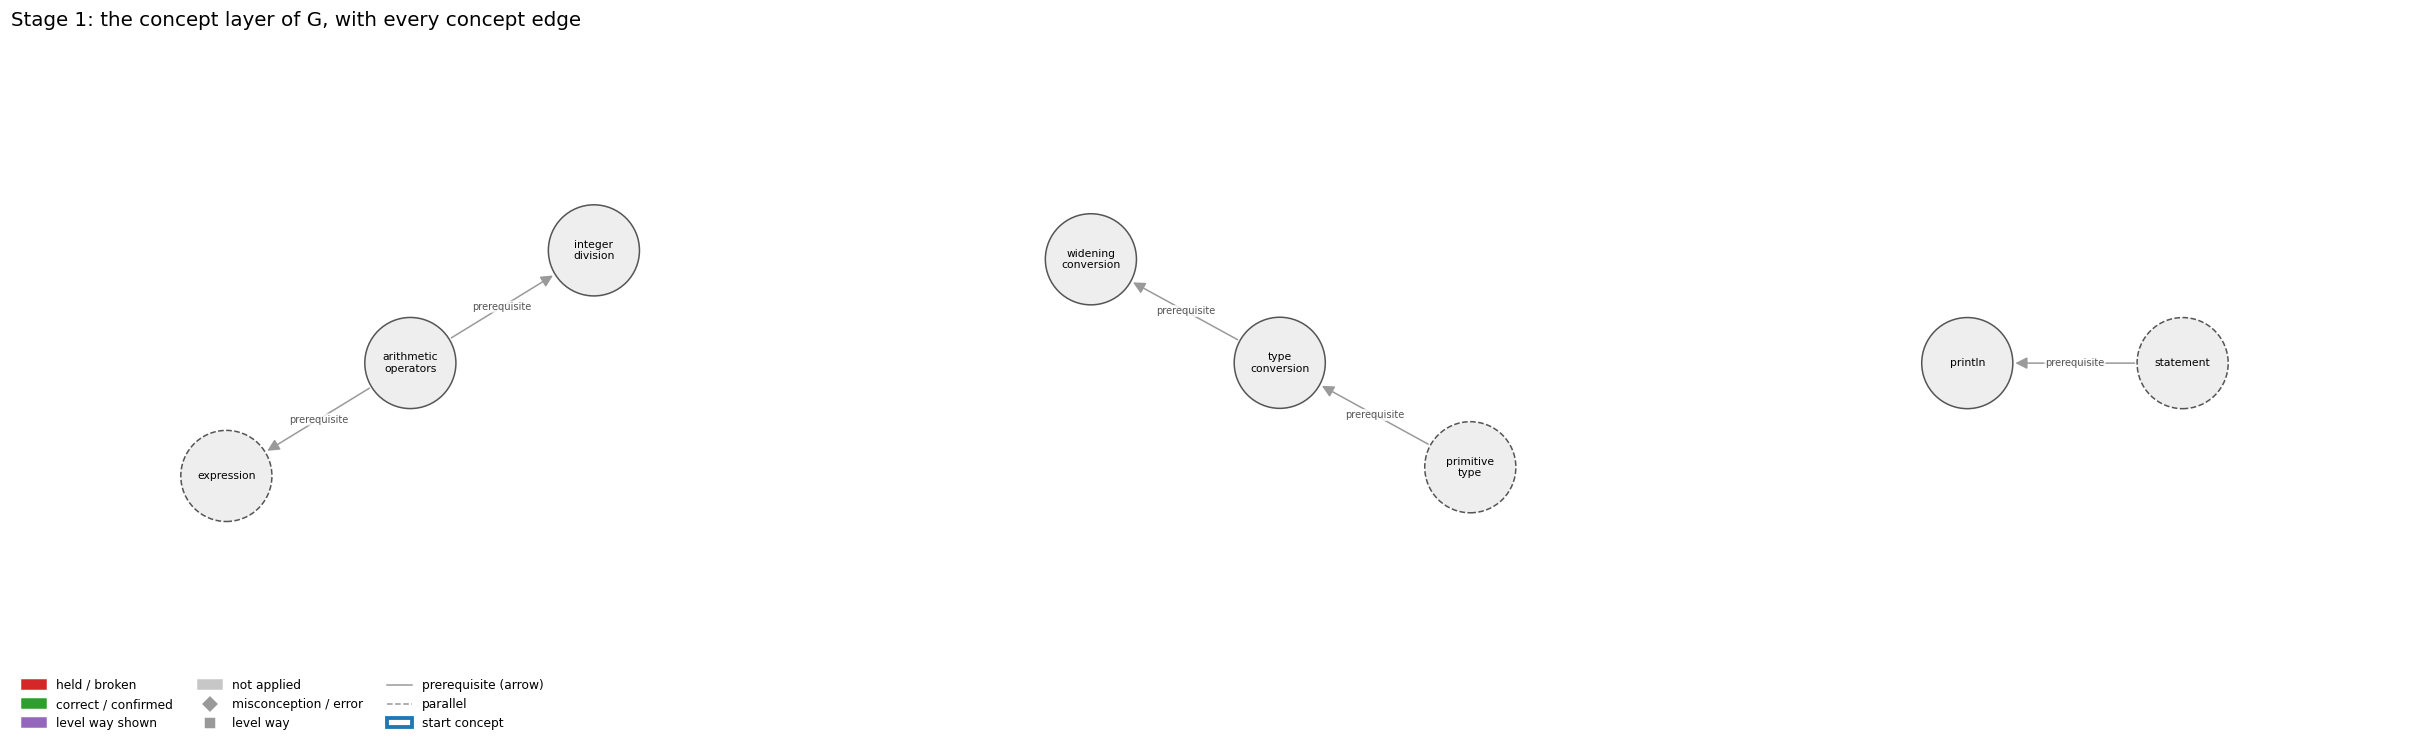 Stage 1: the concept layer of G, with every concept edge
integer
division
prerequisite
arithmetic
operators
prerequisite
expression
widening
conversion
prerequisite
type
conversion
prerequisite
primitive
type
println
prerequisite
statement
held / broken
correct / confirmed
level way shown
not applied
misconception / error
level way
prerequisite (arrow)
parallel
start concept